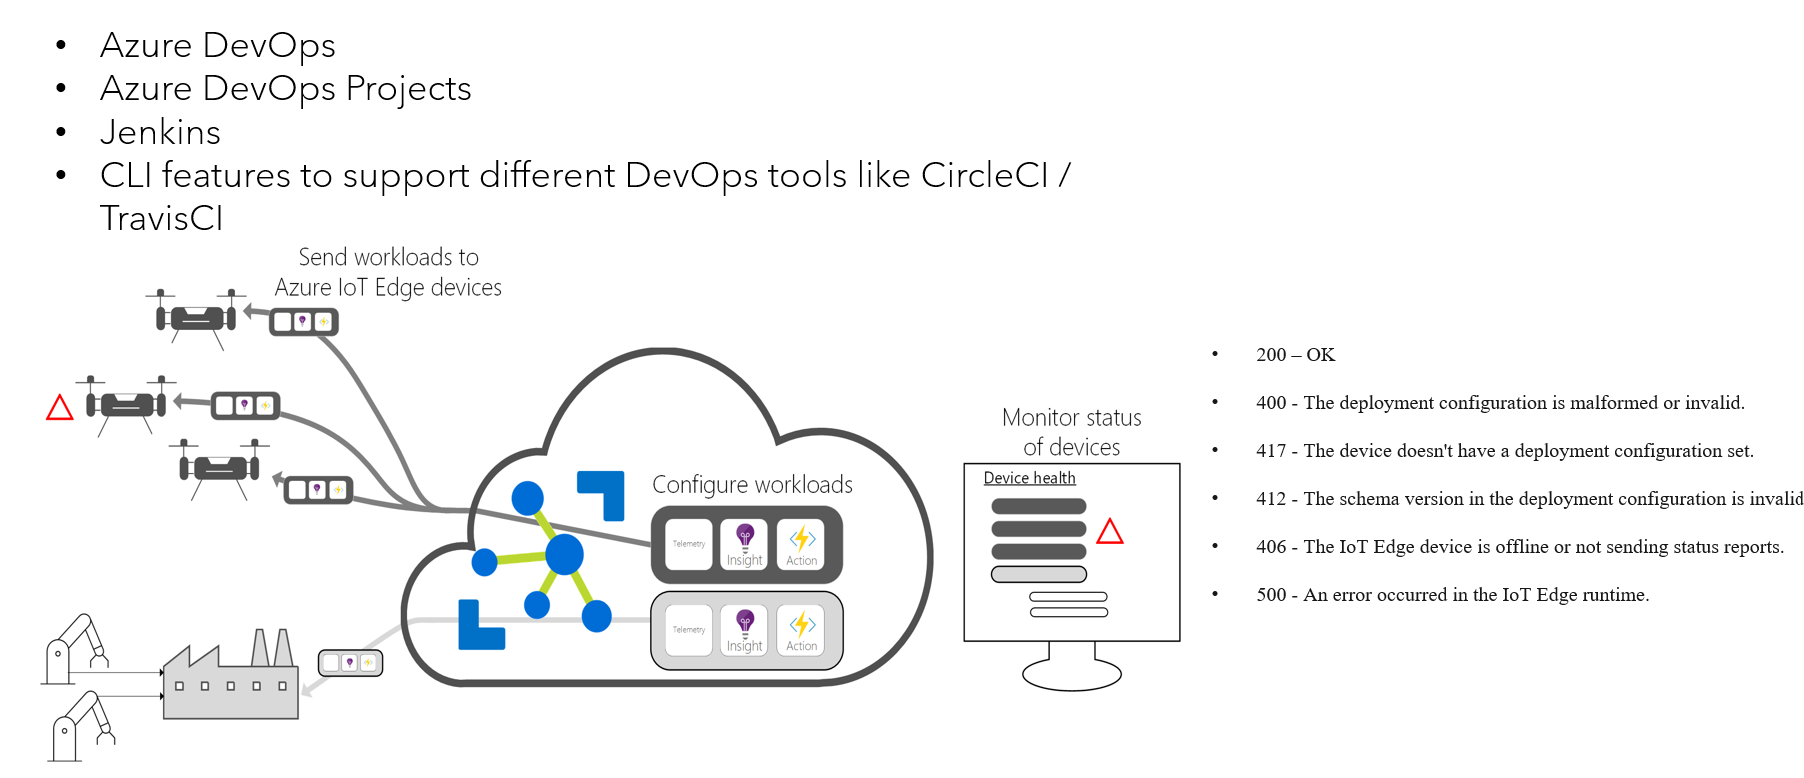 • Azure DevOps
• Azure DevOps Projects
• Jenkins
• CLI features to support different DevOps tools like CircleCI /
TravisCI
Send workloads to
Azure IoT Edge devices
Configure workloads
Telemetry
Insight
Action
Telemetry
Insight
Action
Monitor status
of devices
Device health
• 200 – OK
• 400 - The deployment configuration is malformed or invalid.
• 417 - The device doesn't have a deployment configuration set.
• 412 - The schema version in the deployment configuration is invalid
• 406 - The IoT Edge device is offline or not sending status reports.
• 500 - An error occurred in the IoT Edge runtime.